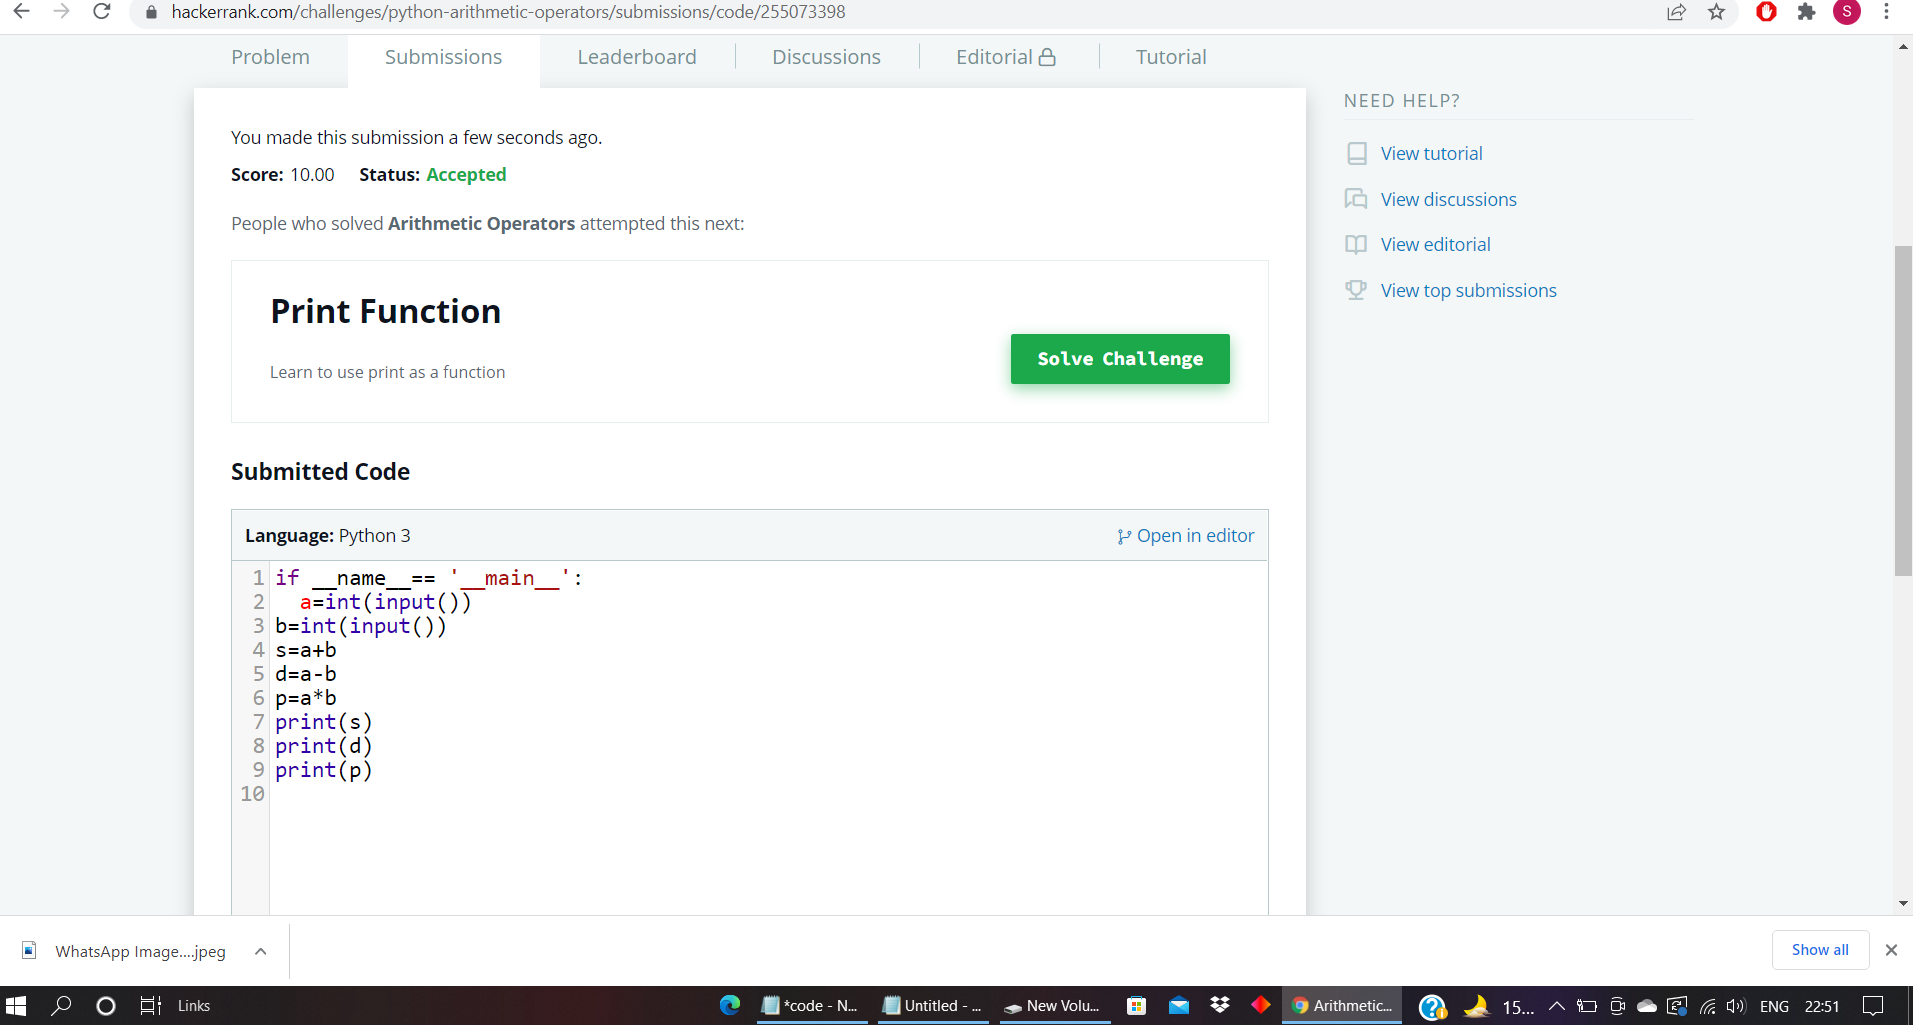 hackerrank.com/challenges/python-arithmetic-operators/submissions/code/255073398
S
Problem Submissions Leaderboard Discussions Editorial Tutorial
NEED HELP?
View tutorial
View discussions
View editorial
View top submissions
You made this submission a few seconds ago.
Score: 10.00 Status: Accepted
People who solved Arithmetic Operators attempted this next:
Print Function
Learn to use print as a function
Solve Challenge
Submitted Code
Language: Python 3 Open in editor
1 if __name__== '__main__':
2   a=int(input())
3 b=int(input())
4 s=a+b
5 d=a-b
6 p=a*b
7 print(s)
8 print(d)
9 print(p)
10
WhatsApp Image....jpeg Show all
Links *code - N... Untitled - ... New Volu... Arithmetic... 15... ENG 22:51